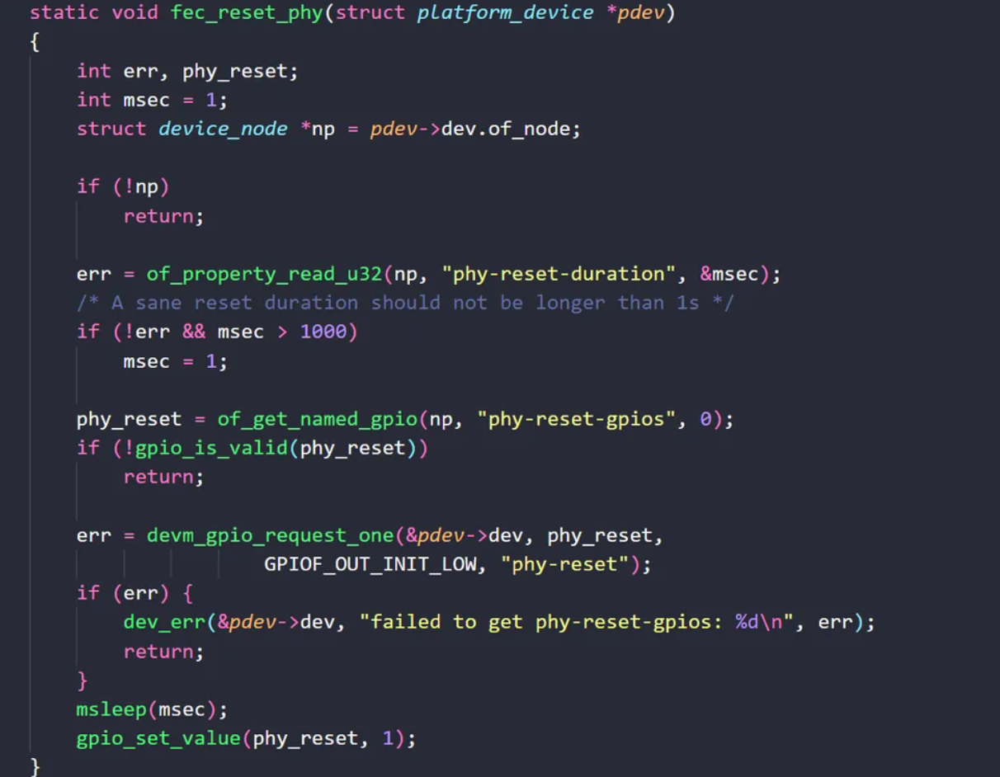 static void fec_reset_phy(struct platform_device *pdev)
{
    int err, phy_reset;
    int msec = 1;
    struct device_node *np = pdev->dev.of_node;

    if (!np)
        return;

    err = of_property_read_u32(np, "phy-reset-duration", &msec);
    /* A sane reset duration should not be longer than 1s */
    if (!err && msec > 1000)
        msec = 1;

    phy_reset = of_get_named_gpio(np, "phy-reset-gpios", 0);
    if (!gpio_is_valid(phy_reset))
        return;

    err = devm_gpio_request_one(&pdev->dev, phy_reset,
                    GPIOF_OUT_INIT_LOW, "phy-reset");
    if (err) {
        dev_err(&pdev->dev, "failed to get phy-reset-gpios: %d\n", err);
        return;
    }
    msleep(msec);
    gpio_set_value(phy_reset, 1);
}